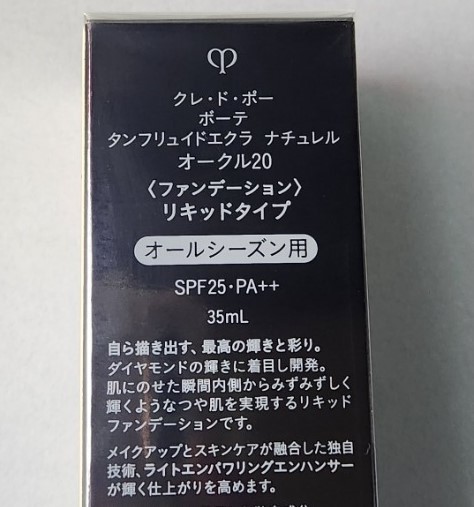 クレ・ド・ポー
ボーテ
タンフリュイドエクラ ナチュレル
オークル20
〈ファンデーション〉
リキッドタイプ
オールシーズン用
SPF25・PA++
35mL
自ら描き出す、最高の輝きと彩り。
ダイヤモンドの輝きに着目し開発。
肌にのせた瞬間内側からみずみずしく
輝くようなつや肌を実現するリキッド
ファンデーションです。
メイクアップとスキンケアが融合した独自
技術、ライトエンパワリングエンハンサー
が輝く仕上がりを高めます。